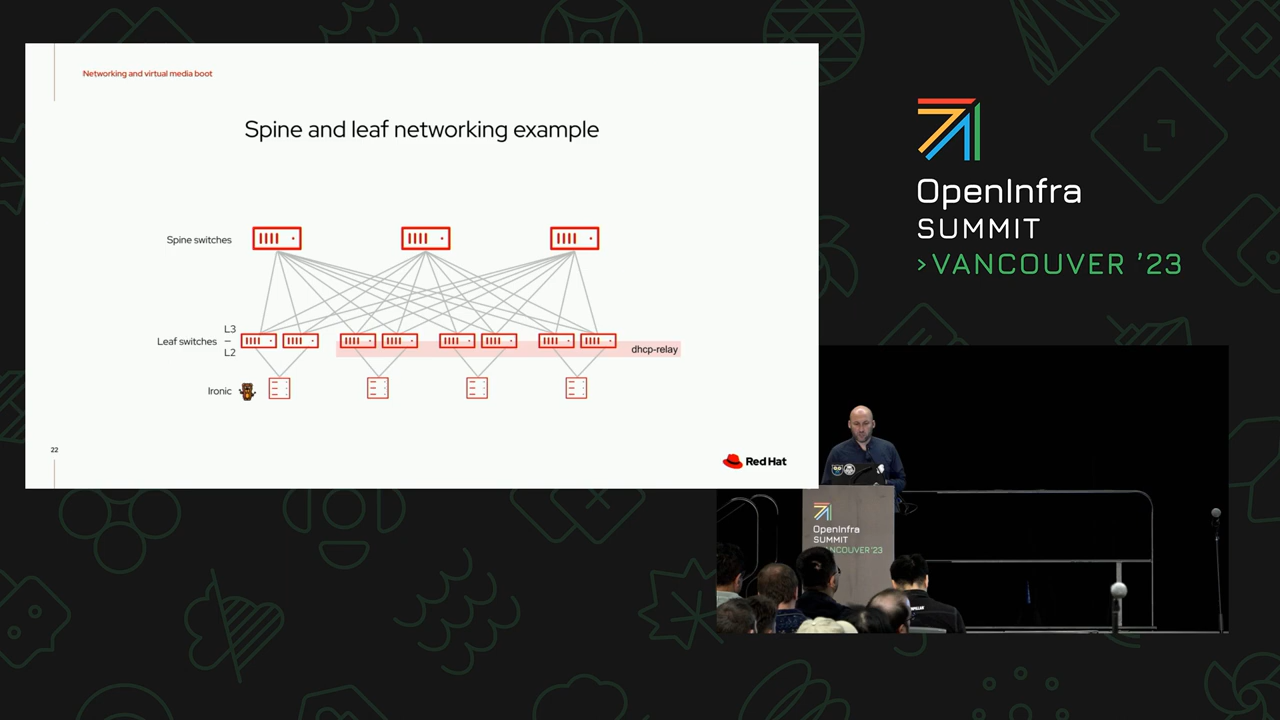 Networking and virtual media boot
Spine and leaf networking example
Spine switches
L3
Leaf switches –
L2
dhcp-relay
Ironic
22
Red Hat
OpenInfra
SUMMIT
>VANCOUVER ’23
OpenInfra
SUMMIT
VANCOUVER ’23